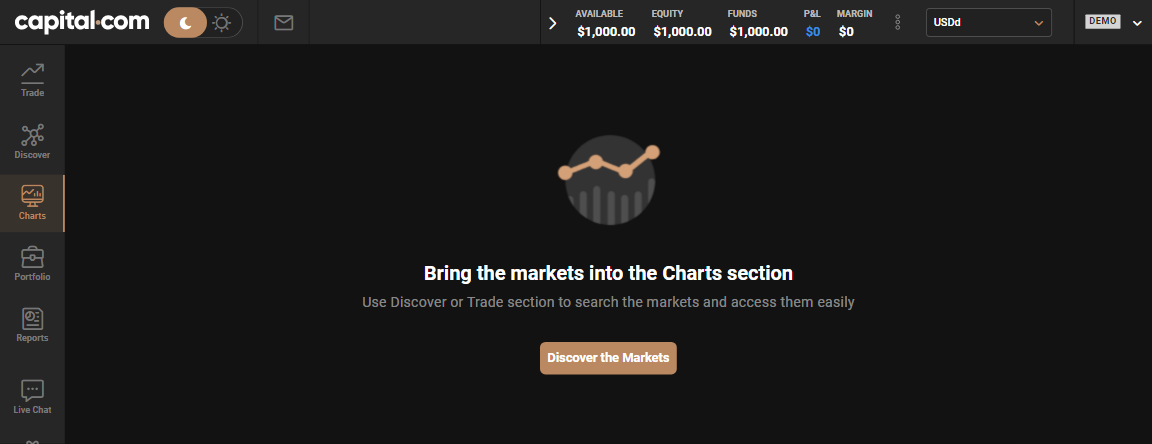 capital.com
AVAILABLE EQUITY FUNDS P&L MARGIN
$1,000.00 $1,000.00 $1,000.00 $0 $0
USDd
DEMO
Trade
Discover
Charts
Portfolio
Reports
Live Chat
Bring the markets into the Charts section
Use Discover or Trade section to search the markets and access them easily
Discover the Markets